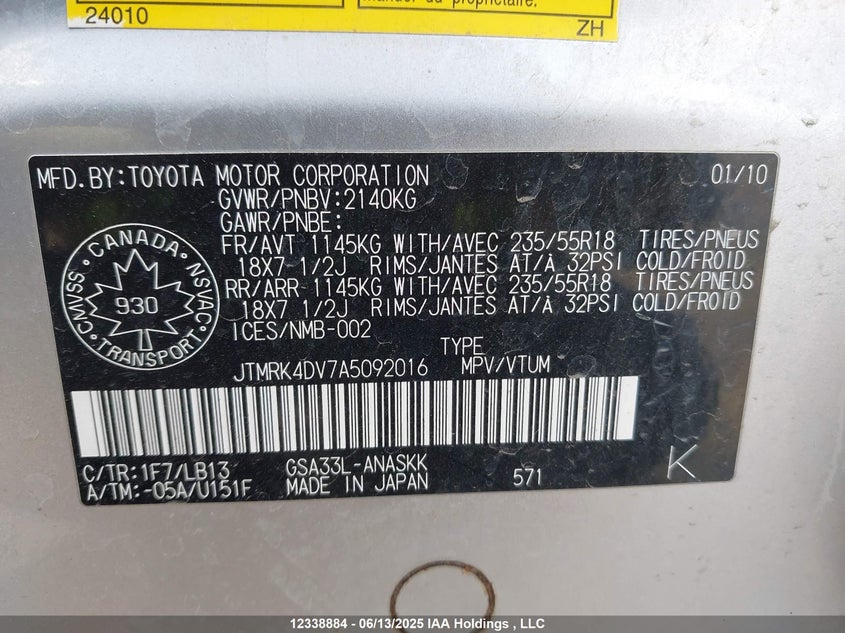 manuel du propriétaire.
24010
ZH
MFD.BY:TOYOTA MOTOR CORPORATION 01/10
GVWR/PNBV:2140KG
GAWR/PNBE:
FR/AVT 1145KG WITH/AVEC 235/55R18 TIRES/PNEUS
18X7 1/2J RIMS/JANTES AT/À 32PSI COLD/FROID
RR/ARR 1145KG WITH/AVEC 235/55R18 TIRES/PNEUS
18X7 1/2J RIMS/JANTES AT/À 32PSI COLD/FROID
ICES/NMB-002
CANADA
CMVSS NSVAC
930
TRANSPORT
TYPE
JTMRK4DV7A5092016 MPV/VTUM
C/TR:1F7/LB13 GSA33L-ANASKK
A/TM:-05A/U151F MADE IN JAPAN 571 K
12338884 - 06/13/2025 IAA Holdings , LLC